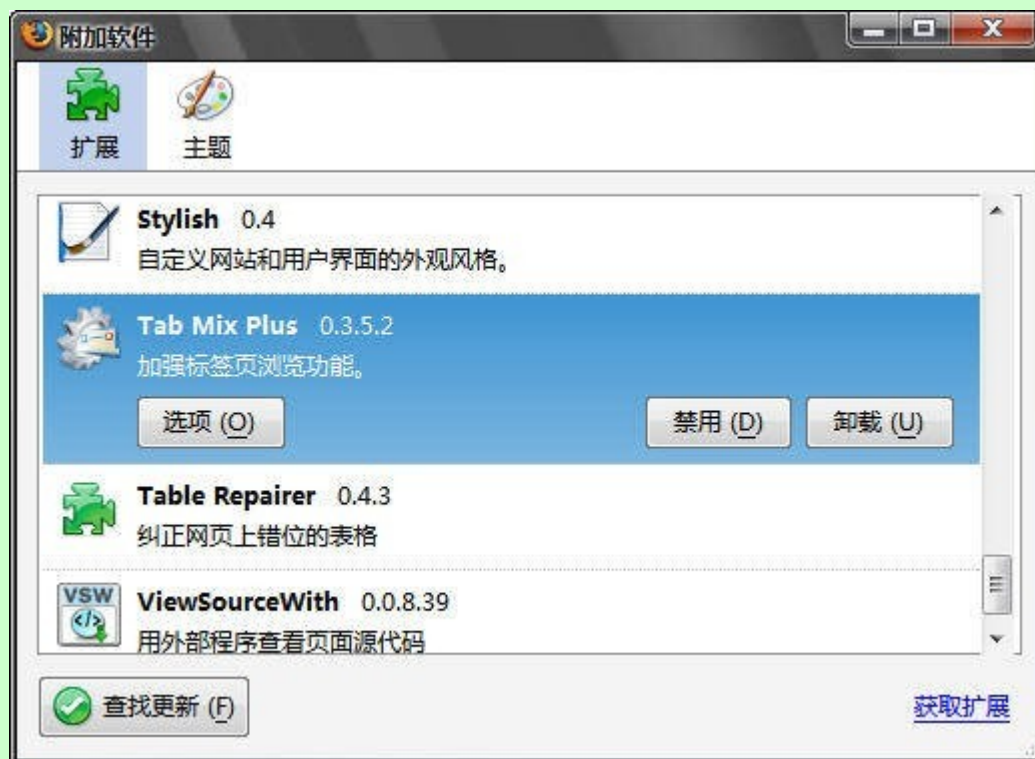 附加软件
扩展 主题
Stylish 0.4
自定义网站和用户界面的外观风格。
Tab Mix Plus 0.3.5.2
加强标签页浏览功能。
选项 (O) 禁用 (D) 卸载 (U)
Table Repairer 0.4.3
纠正网页上错位的表格
VSW
ViewSourceWith 0.0.8.39
</>
用外部程序查看页面源代码
查找更新 (F) 获取扩展